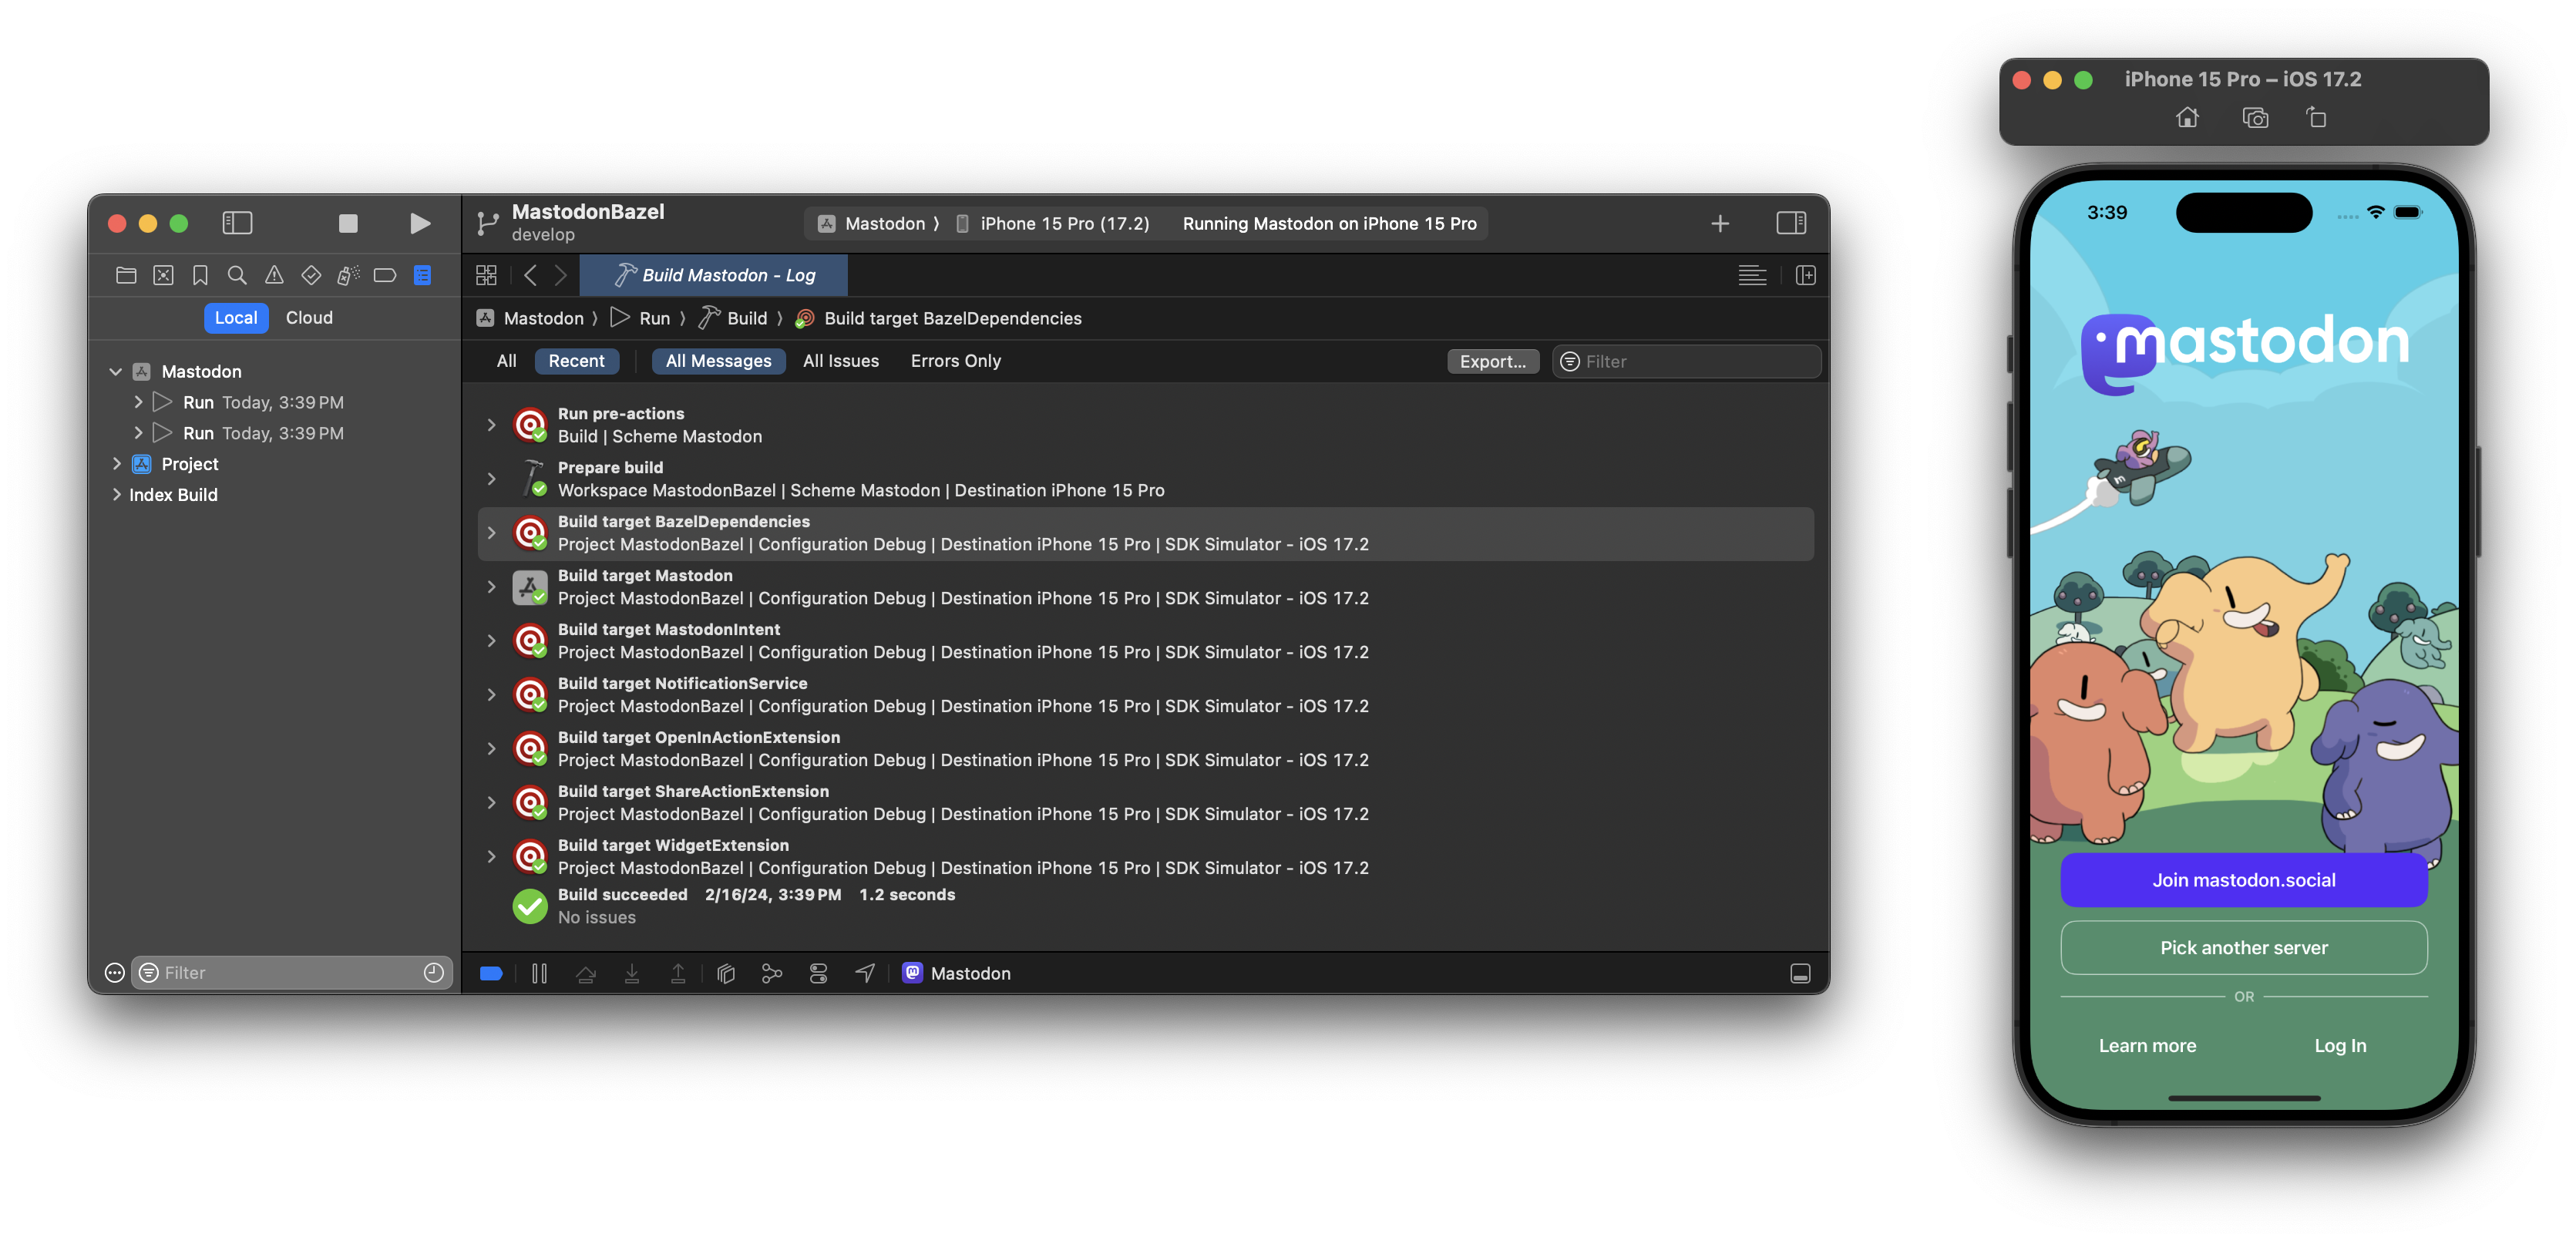 MastodonBazel
develop
Mastodon 〉 iPhone 15 Pro (17.2) Running Mastodon on iPhone 15 Pro
Build Mastodon - Log
Local Cloud
Mastodon 〉 Run 〉 Build 〉 Build target BazelDependencies
All Recent All Messages All Issues Errors Only Export... Filter
Mastodon
Run Today, 3:39 PM
Run Today, 3:39 PM
Project
Index Build
Filter
Run pre-actions
Build | Scheme Mastodon
Prepare build
Workspace MastodonBazel | Scheme Mastodon | Destination iPhone 15 Pro
Build target BazelDependencies
Project MastodonBazel | Configuration Debug | Destination iPhone 15 Pro | SDK Simulator - iOS 17.2
Build target Mastodon
Project MastodonBazel | Configuration Debug | Destination iPhone 15 Pro | SDK Simulator - iOS 17.2
Build target MastodonIntent
Project MastodonBazel | Configuration Debug | Destination iPhone 15 Pro | SDK Simulator - iOS 17.2
Build target NotificationService
Project MastodonBazel | Configuration Debug | Destination iPhone 15 Pro | SDK Simulator - iOS 17.2
Build target OpenInActionExtension
Project MastodonBazel | Configuration Debug | Destination iPhone 15 Pro | SDK Simulator - iOS 17.2
Build target ShareActionExtension
Project MastodonBazel | Configuration Debug | Destination iPhone 15 Pro | SDK Simulator - iOS 17.2
Build target WidgetExtension
Project MastodonBazel | Configuration Debug | Destination iPhone 15 Pro | SDK Simulator - iOS 17.2
Build succeeded 2/16/24, 3:39 PM 1.2 seconds
No issues
Mastodon
iPhone 15 Pro – iOS 17.2
3:39
mastodon
Join mastodon.social
Pick another server
OR
Learn more Log In